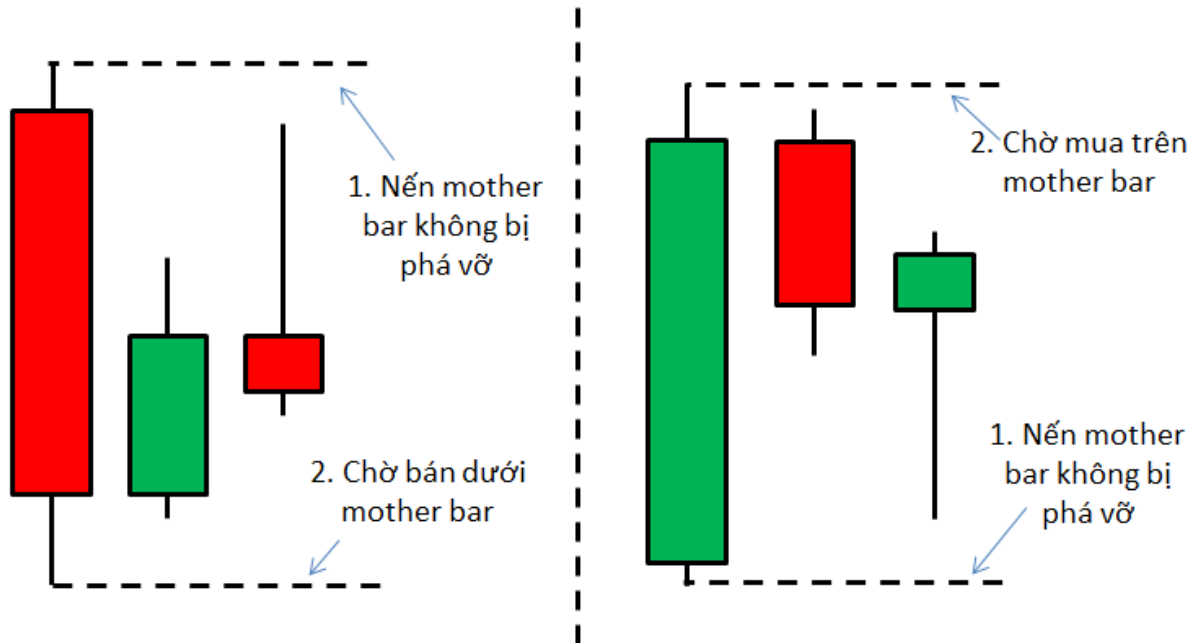 1. Nến mother
bar không bị
phá vỡ
2. Chờ bán dưới
mother bar
2. Chờ mua trên
mother bar
1. Nến mother
bar không bị
phá vỡ